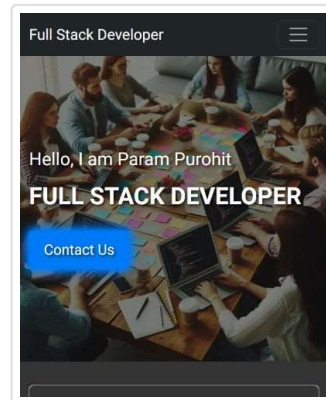 Full Stack Developer
Hello, I am Param Purohit
FULL STACK DEVELOPER
Contact Us